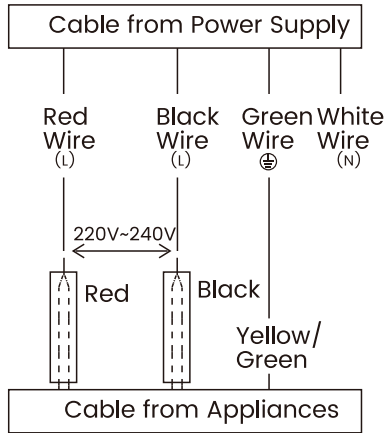 Cable from Power Supply
Red Wire (L)
Black Wire (L)
Green Wire ⏚
White Wire (N)
220V~240V
Red
Black
Yellow/
Green
Cable from Appliances